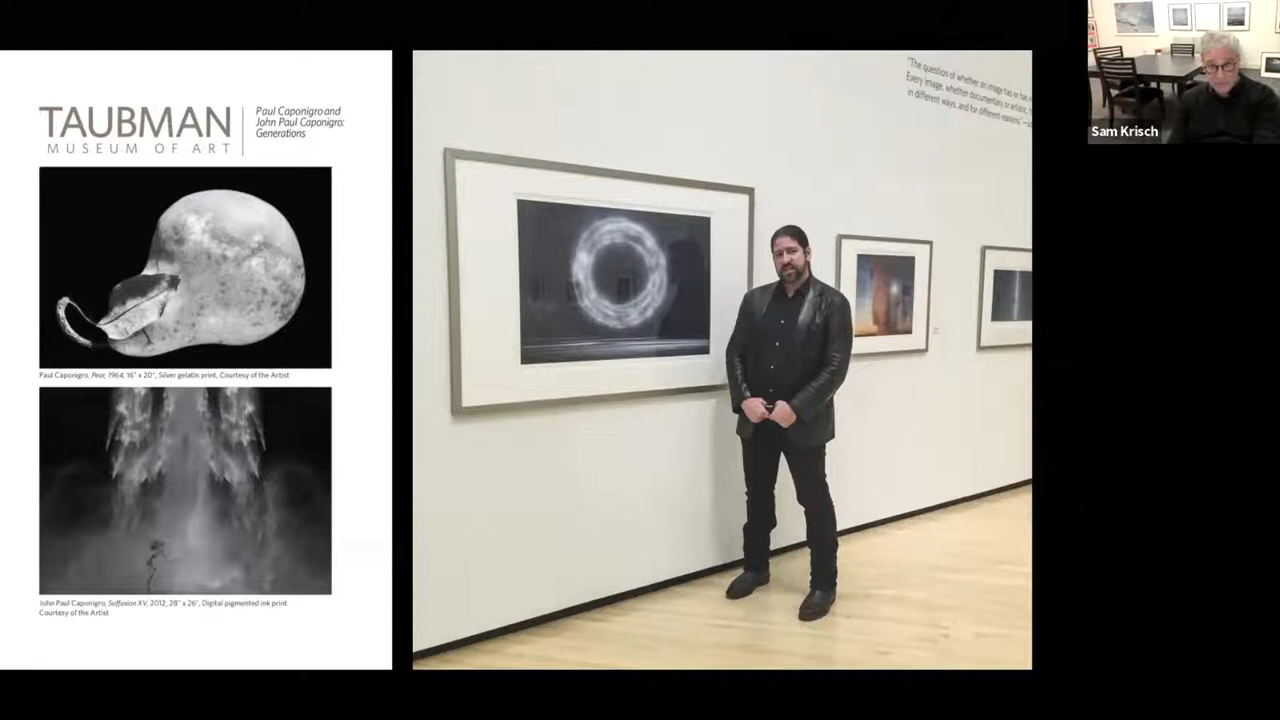 TAUBMAN
MUSEUM OF ART
Paul Caponigro and
John Paul Caponigro:
Generations
Paul Caponigro, Pear, 1964, 16" x 20", Silver gelatin print, Courtesy of the Artist
John Paul Caponigro, Suffusion XV, 2012, 28" x 26", Digital pigmented ink print
Courtesy of the Artist
"The question of whether an image has or has
Every image, whether documentary or artistic,
in different ways, and for different reasons."
Sam Krisch